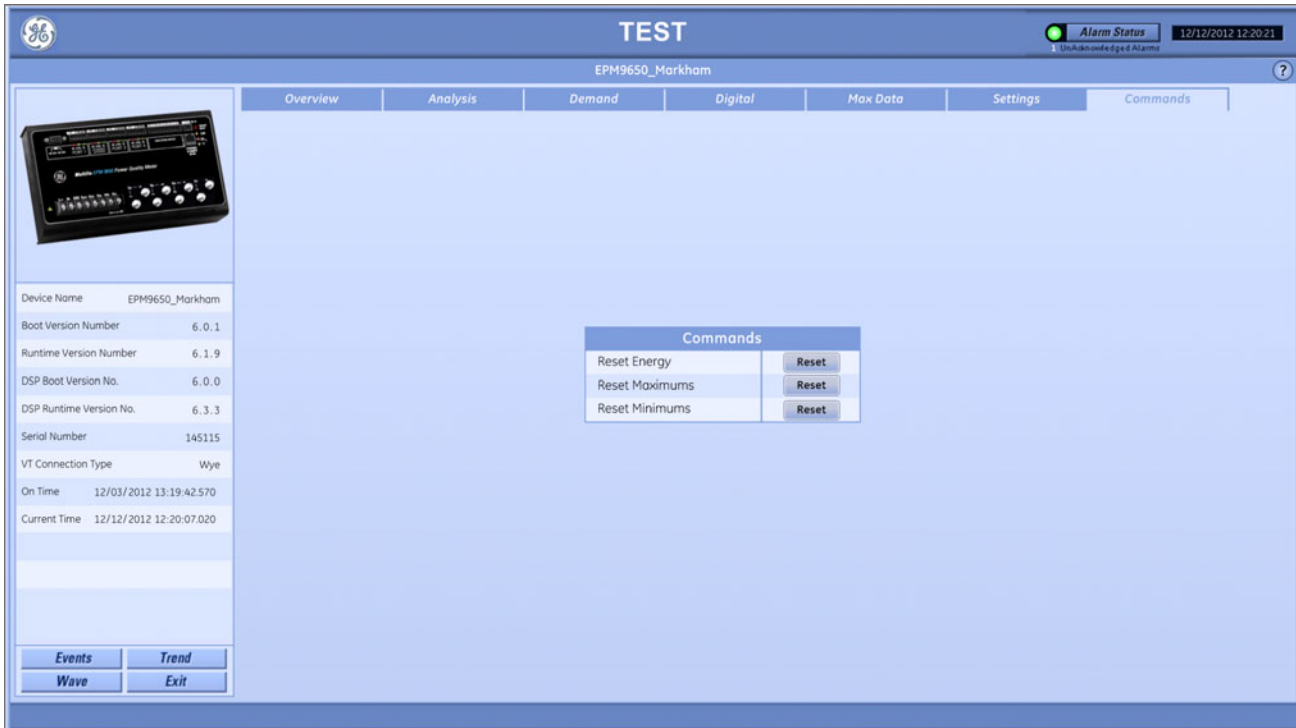 TEST
Alarm Status
12/12/2012 12:20:21
1 UnAcknowledged Alarms
EPM9650_Markham
?
Overview Analysis Demand Digital Max Data Settings Commands
Power Quality Meter
Device Name EPM9650_Markham
Boot Version Number 6.0.1
Runtime Version Number 6.1.9
DSP Boot Version No. 6.0.0
DSP Runtime Version No. 6.3.3
Serial Number 145115
VT Connection Type Wye
On Time 12/03/2012 13:19:42.570
Current Time 12/12/2012 12:20:07.020
Commands
Reset Energy Reset
Reset Maximums Reset
Reset Minimums Reset
Events Trend
Wave Exit